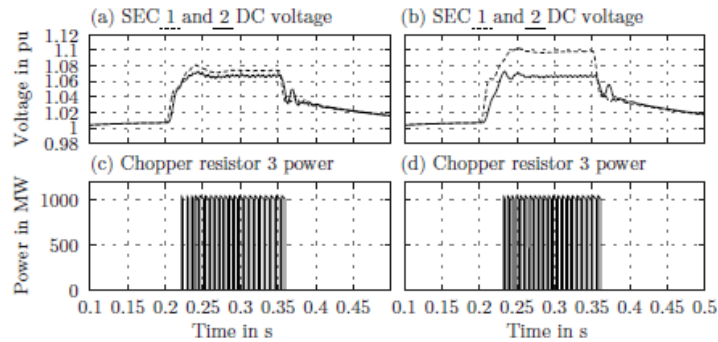 (a) SEC 1 and 2 DC voltage
(b) SEC 1 and 2 DC voltage
Voltage in pu
1.12
1.1
1.08
1.06
1.04
1.02
1
0.98
(c) Chopper resistor 3 power
(d) Chopper resistor 3 power
Power in MW
1000
500
0
0.1 0.15 0.2 0.25 0.3 0.35 0.4 0.45
0.1 0.15 0.2 0.25 0.3 0.35 0.4 0.45 0.5
Time in s
Time in s